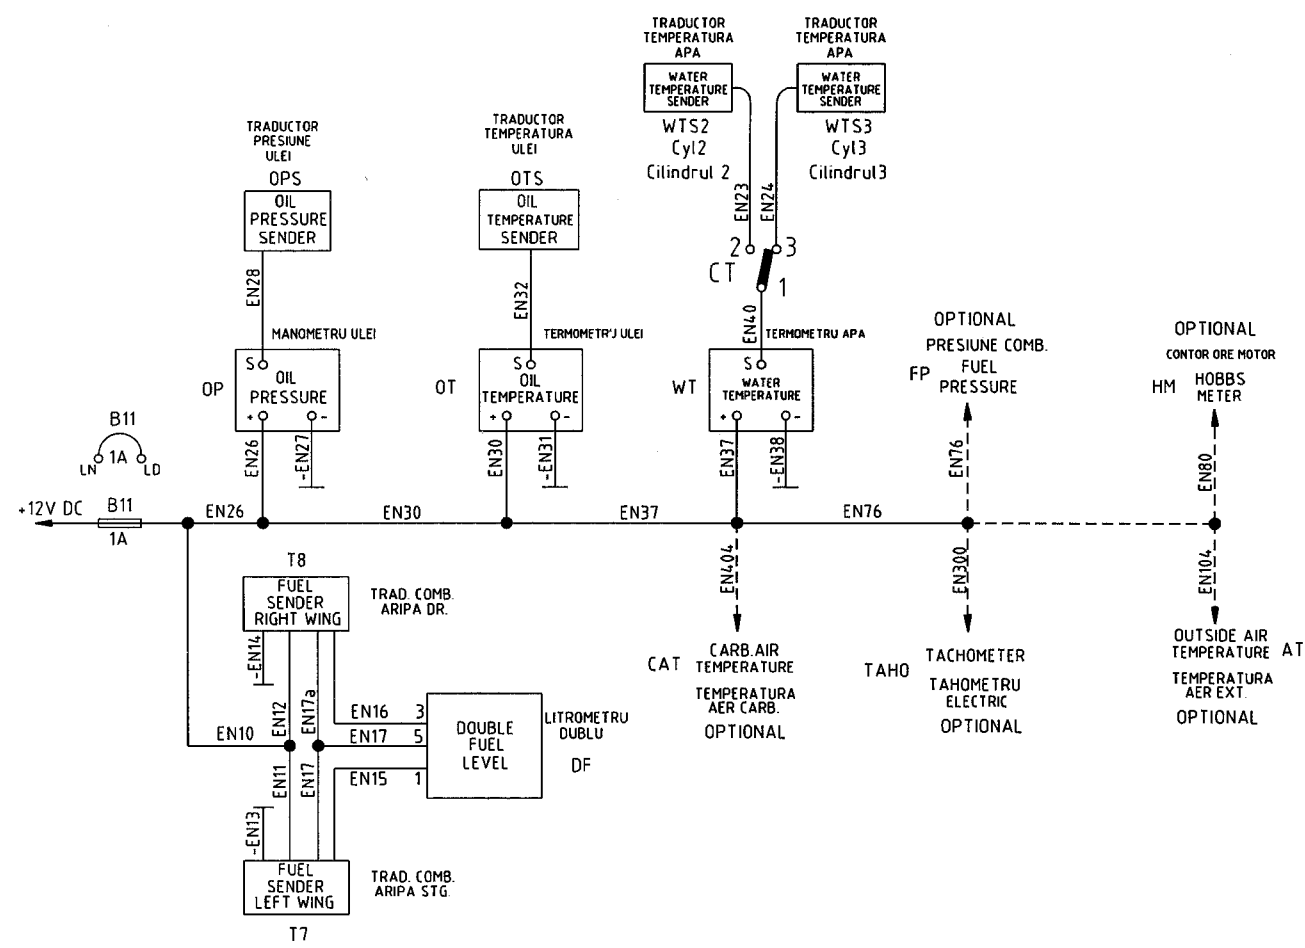 TRADUCTOR
TEMPERATURA
APA
WATER
TEMPERATURE
SENDER
WTS2
Cyl2
Cilindrul 2
TRADUCTOR
TEMPERATURA
APA
WATER
TEMPERATURE
SENDER
WTS3
Cyl3
Cilindrul3
TRADUCTOR
PRESIUNE
ULEI
OPS
OIL
PRESSURE
SENDER
TRADUCTOR
TEMPERATURA
ULEI
OTS
OIL
TEMPERATURE
SENDER
EN23
EN24
2
3
CT
1
EN28
EN32
EN40
MANOMETRU ULEI
S
OP
OIL
PRESSURE
+
-
TERMOMETRU ULEI
S
OT
OIL
TEMPERATURE
+
-
TERMOMETRU APA
S
WT
WATER
TEMPERATURE
+
-
OPTIONAL
PRESIUNE COMB.
FP
FUEL
PRESSURE
OPTIONAL
CONTOR ORE MOTOR
HM
HOBBS
METER
B11
1A
LN
LD
EN26
-EN27
EN30
-EN31
EN37
-EN38
EN76
EN80
+12V DC
B11
1A
EN26
EN30
EN37
EN76
EN404
EN300
EN104
T8
FUEL
SENDER
RIGHT WING
TRAD. COMB.
ARIPA DR.
-EN14
EN12
EN17a
EN10
EN16
3
EN17
5
EN15
1
DOUBLE
FUEL
LEVEL
LITROMETRU
DUBLU
DF
EN11
EN17
-EN13
FUEL
SENDER
LEFT WING
T7
TRAD. COMB.
ARIPA STG.
CAT
CARB.AIR
TEMPERATURE
TEMPERATURA
AER CARB.
OPTIONAL
TAHO
TACHOMETER
TAHOMETRU
ELECTRIC
OPTIONAL
OUTSIDE AIR
TEMPERATURE
AT
TEMPERATURA
AER EXT.
OPTIONAL